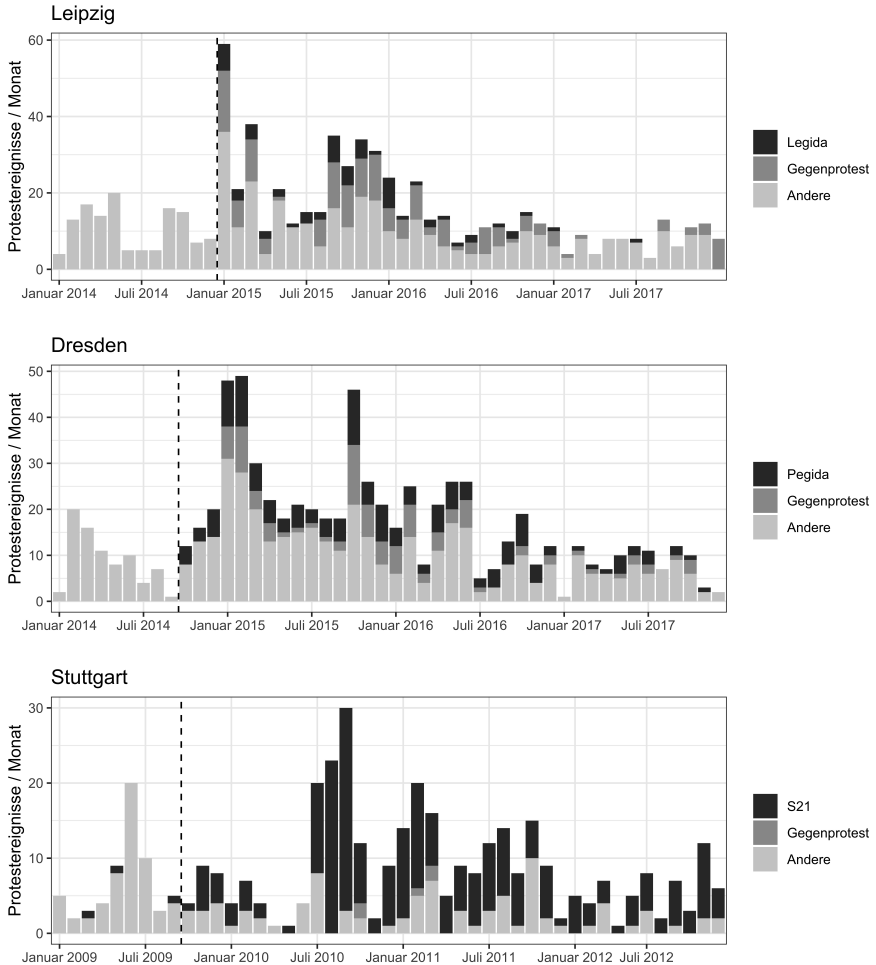 Leipzig
Protestereignisse / Monat
60
40
20
0
Januar 2014 Juli 2014 Januar 2015 Juli 2015 Januar 2016 Juli 2016 Januar 2017 Juli 2017
Legida
Gegenprotest
Andere
Dresden
Protestereignisse / Monat
50
40
30
20
10
0
Januar 2014 Juli 2014 Januar 2015 Juli 2015 Januar 2016 Juli 2016 Januar 2017 Juli 2017
Pegida
Gegenprotest
Andere
Stuttgart
Protestereignisse / Monat
30
20
10
0
Januar 2009 Juli 2009 Januar 2010 Juli 2010 Januar 2011 Juli 2011 Januar 2012 Juli 2012
S21
Gegenprotest
Andere